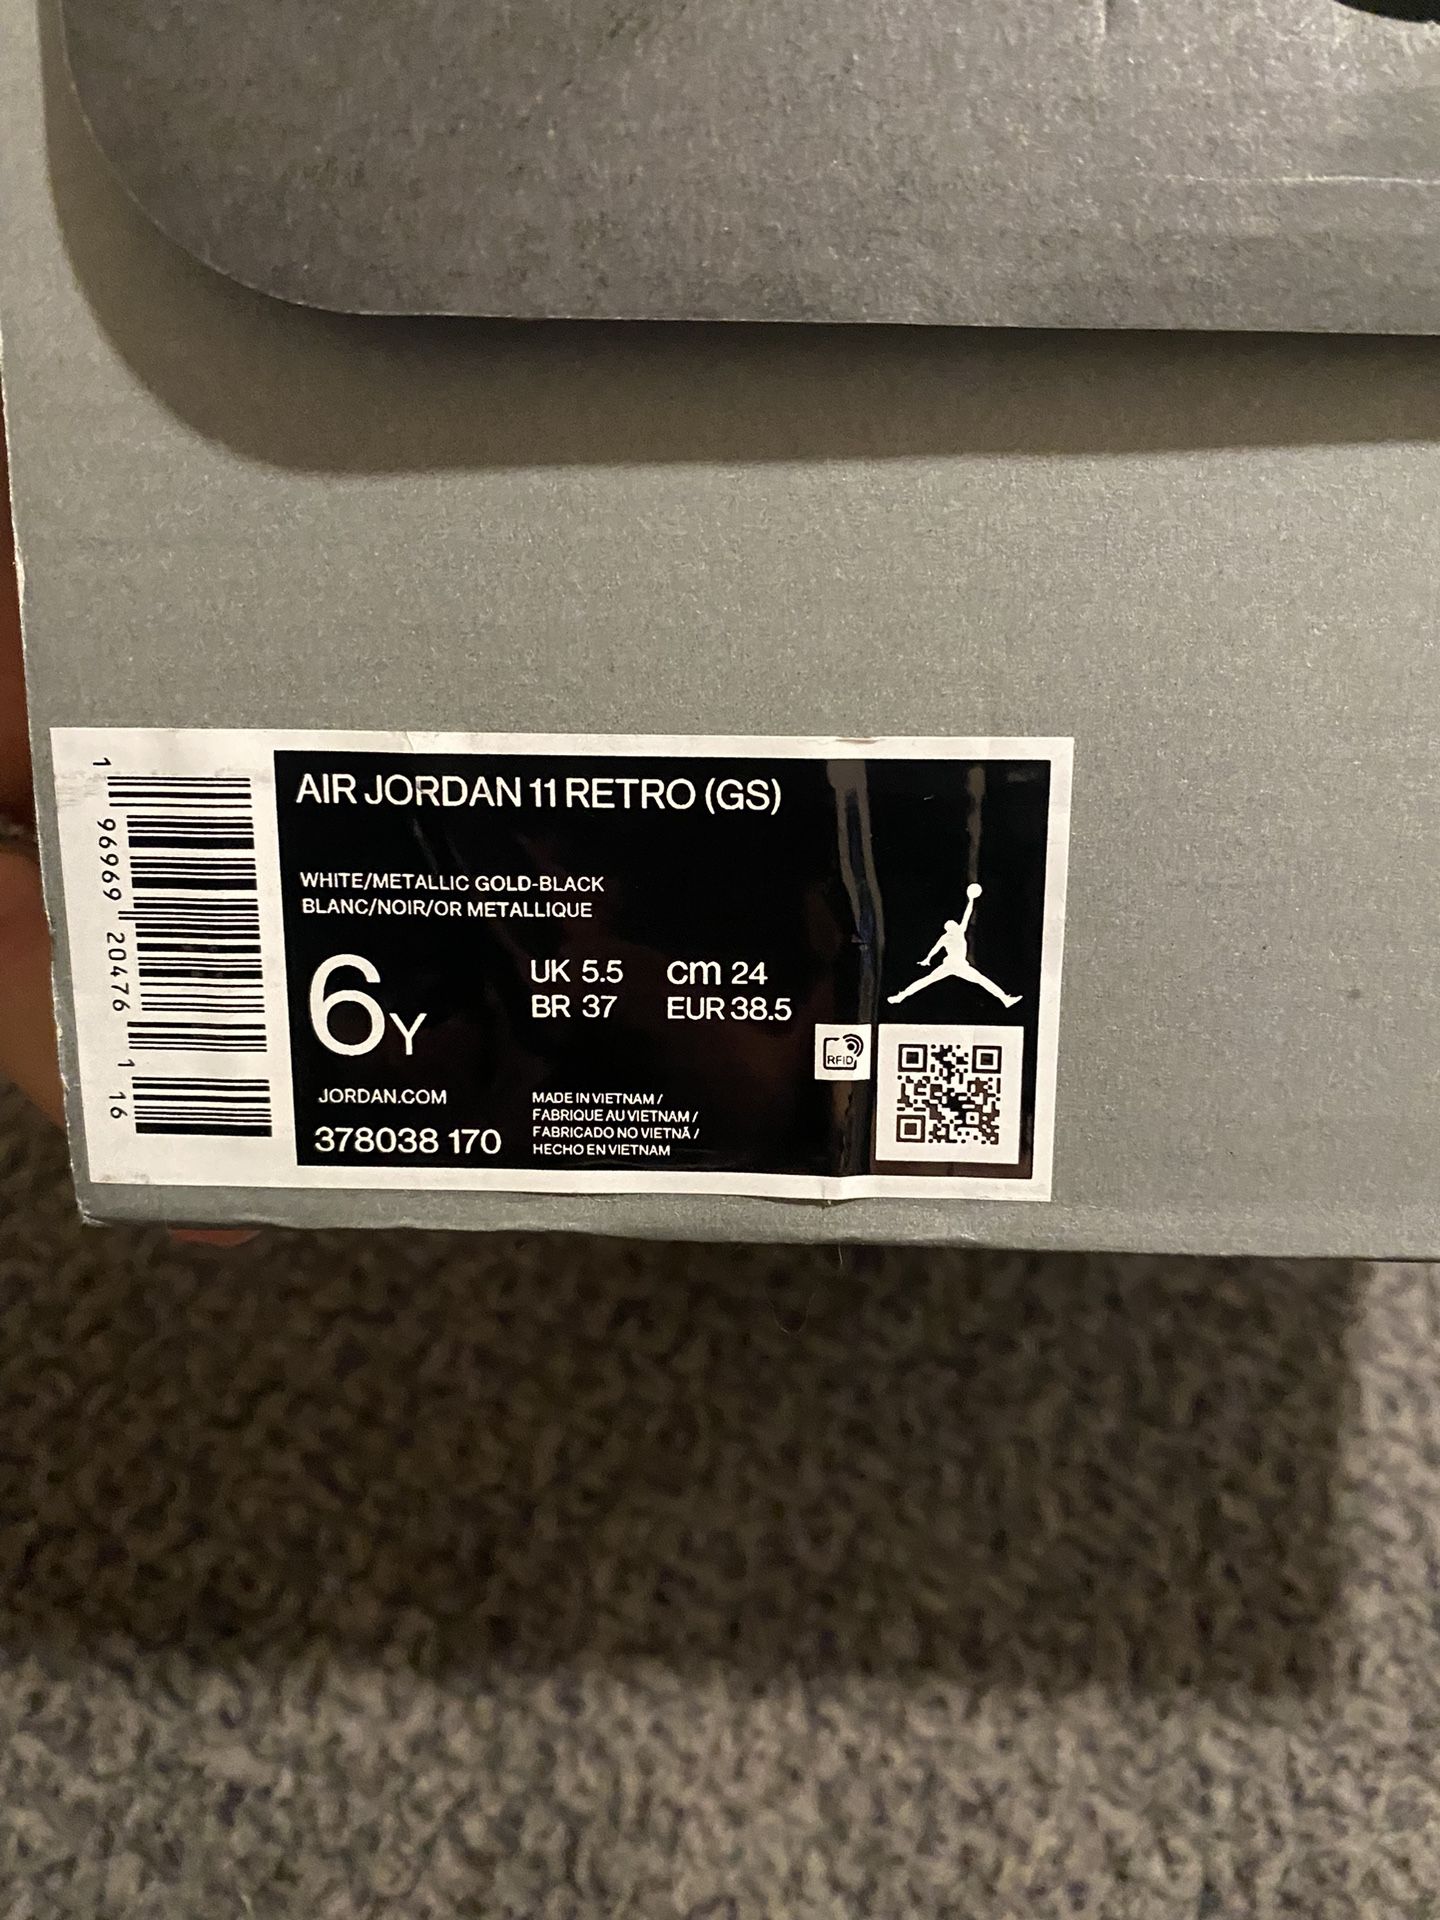 AIR JORDAN 11 RETRO (GS)
WHITE/METALLIC GOLD-BLACK
BLANC/NOIR/OR METALLIQUE
6Y
UK 5.5 cm 24
BR 37 EUR 38.5
RFID
JORDAN.COM
378038 170
MADE IN VIETNAM /
FABRIQUE AU VIETNAM /
FABRICADO NO VIETNÃ /
HECHO EN VIETNAM
1 96969 20476 1 16